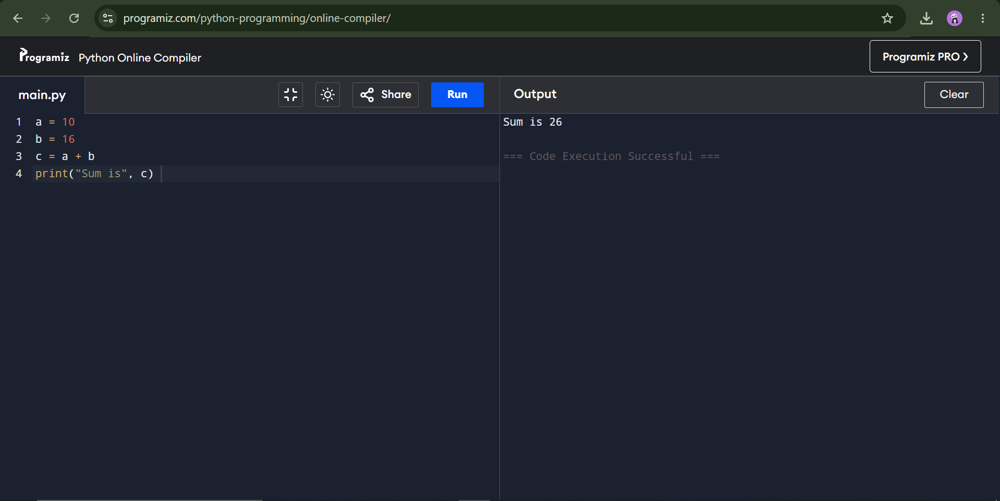 programiz.com/python-programming/online-compiler/
Programiz Python Online Compiler
Programiz PRO ❯
main.py
Share
Run
Output
Clear
1 a = 10
2 b = 16
3 c = a + b
4 print("Sum is", c)
Sum is 26
=== Code Execution Successful ===